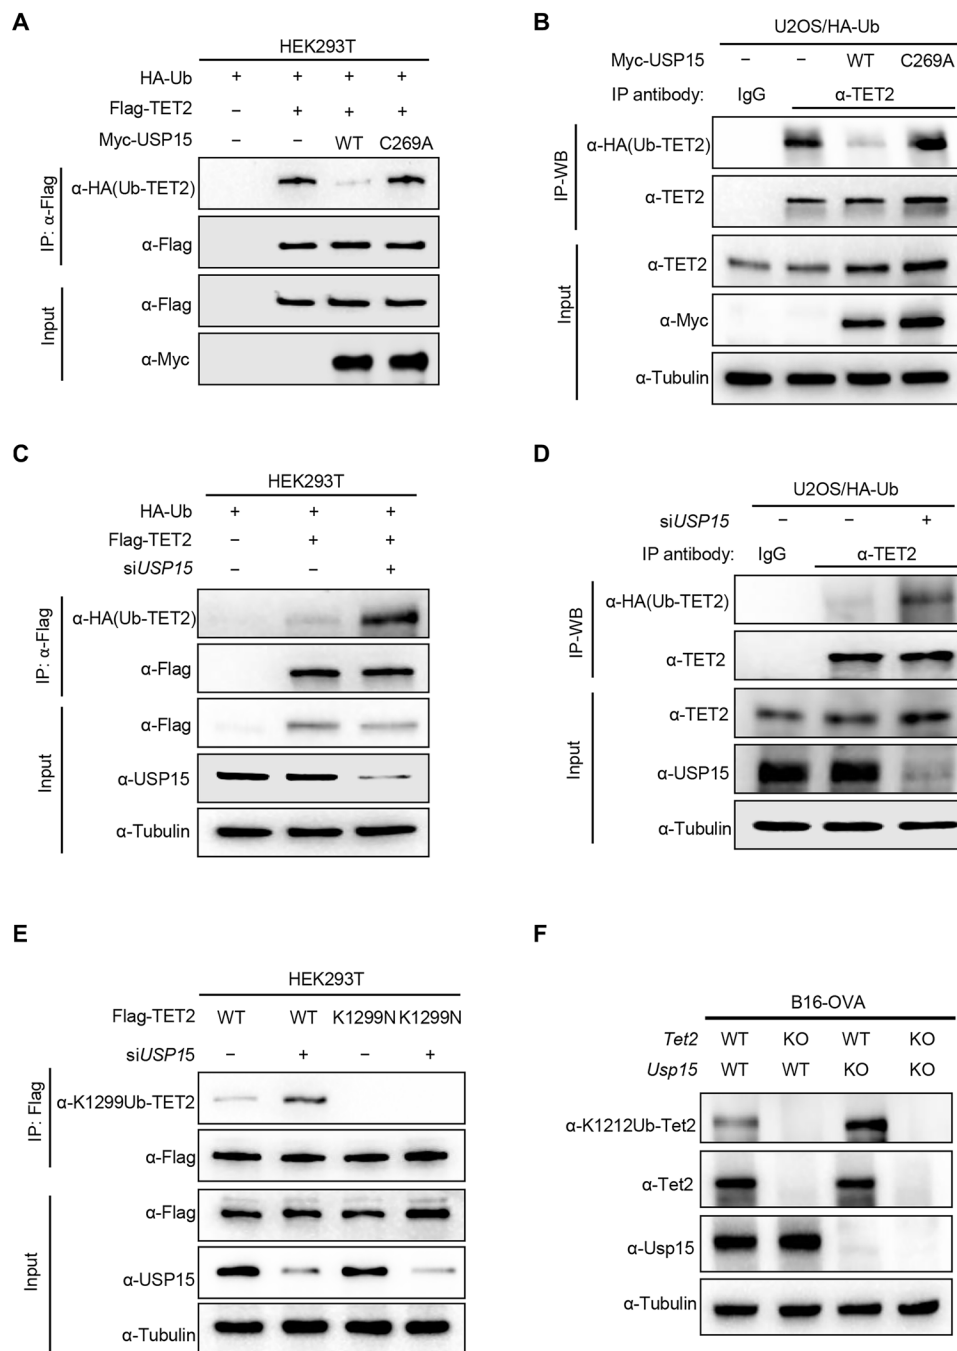 A
HEK293T
HA-Ub + + + +
Flag-TET2 − + + +
Myc-USP15 − − WT C269A
IP: α-Flag
α-HA(Ub-TET2)
α-Flag
Input
α-Flag
α-Myc
B
U2OS/HA-Ub
Myc-USP15 − − WT C269A
IP antibody: IgG α-TET2
IP-WB
α-HA(Ub-TET2)
α-TET2
Input
α-TET2
α-Myc
α-Tubulin
C
HEK293T
HA-Ub + + +
Flag-TET2 − + +
siUSP15 − − +
IP: α-Flag
α-HA(Ub-TET2)
α-Flag
Input
α-Flag
α-USP15
α-Tubulin
D
U2OS/HA-Ub
siUSP15 − − +
IP antibody: IgG α-TET2
IP-WB
α-HA(Ub-TET2)
α-TET2
Input
α-TET2
α-USP15
α-Tubulin
E
HEK293T
Flag-TET2 WT WT K1299N K1299N
siUSP15 − + − +
IP: Flag
α-K1299Ub-TET2
α-Flag
Input
α-Flag
α-USP15
α-Tubulin
F
B16-OVA
Tet2 WT KO WT KO
Usp15 WT WT KO KO
α-K1212Ub-Tet2
α-Tet2
α-Usp15
α-Tubulin